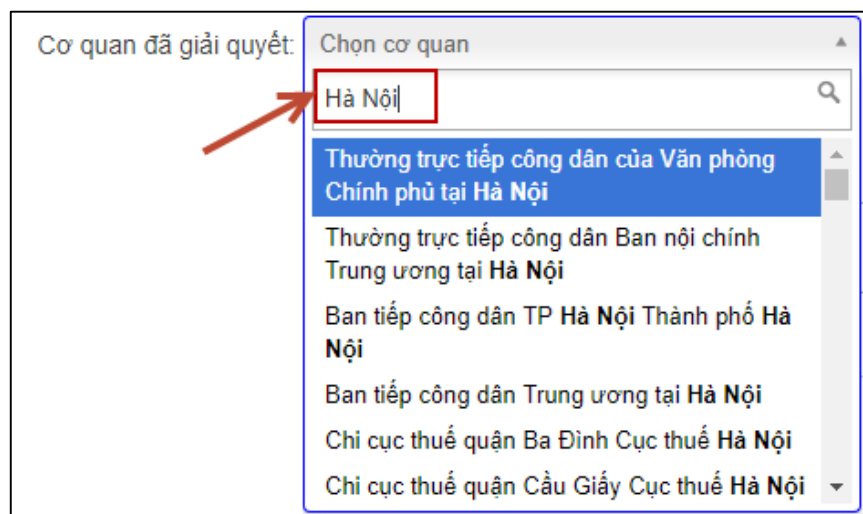 Cơ quan đã giải quyết:
Chọn cơ quan
Hà Nội
Thường trực tiếp công dân của Văn phòng
Chính phủ tại Hà Nội
Thường trực tiếp công dân Ban nội chính
Trung ương tại Hà Nội
Ban tiếp công dân TP Hà Nội Thành phố Hà
Nội
Ban tiếp công dân Trung ương tại Hà Nội
Chi cục thuế quận Ba Đình Cục thuế Hà Nội
Chi cục thuế quận Cầu Giấy Cục thuế Hà Nội